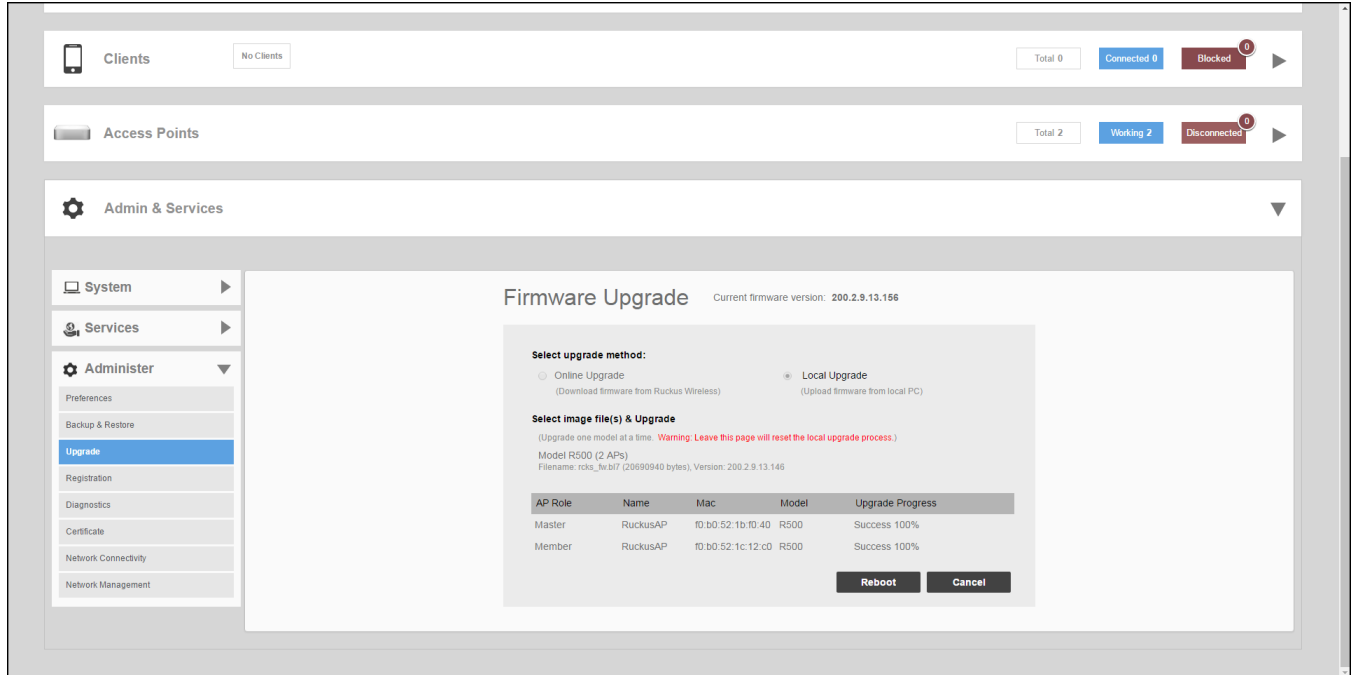 Clients
No Clients
Total 0
Connected 0
Blocked
0
Access Points
Total 2
Working 2
Disconnected
0
Admin & Services
System
Services
Administer
Preferences
Backup & Restore
Upgrade
Registration
Diagnostics
Certificate
Network Connectivity
Network Management
Firmware Upgrade Current firmware version: 200.2.9.13.156
Select upgrade method:
Online Upgrade Local Upgrade
(Download firmware from Ruckus Wireless) (Upload firmware from local PC)
Select image file(s) & Upgrade
(Upgrade one model at a time. Warning: Leave this page will reset the local upgrade process.)
Model R500 (2 APs)
Filename: rcks_fw.bl7 (20690940 bytes), Version: 200.2.9.13.146
AP Role Name Mac Model Upgrade Progress
Master RuckusAP f0:b0:52:1b:f0:40 R500 Success 100%
Member RuckusAP f0:b0:52:1c:12:c0 R500 Success 100%
Reboot Cancel